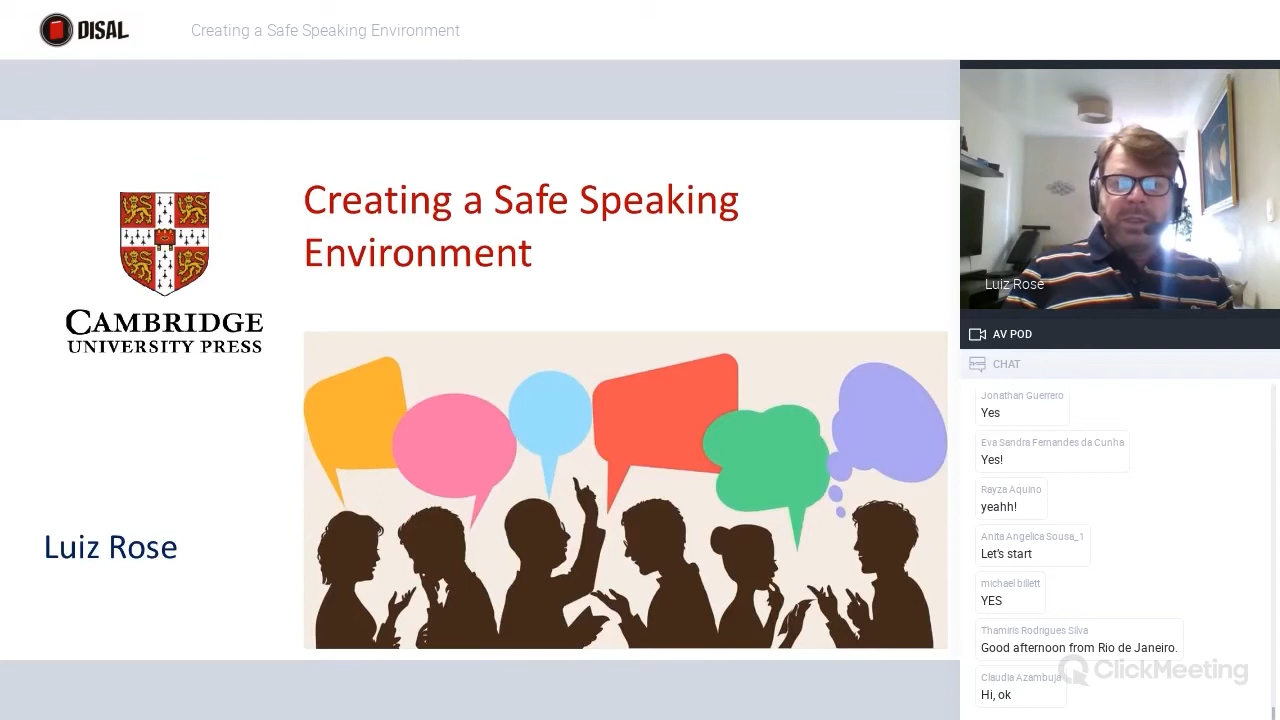 DISAL
Creating a Safe Speaking Environment
CAMBRIDGE
UNIVERSITY PRESS
Creating a Safe Speaking
Environment
Luiz Rose
Luiz Rose
AV POD
CHAT
Jonathan Guerrero
Yes
Eva Sandra Fernandes da Cunha
Yes!
Rayza Aquino
yeahh!
Anita Angelica Sousa_1
Let's start
michael billett
YES
Thamiris Rodrigues Silva
Good afternoon from Rio de Janeiro.
Claudia Azambuja
Hi, ok
ClickMeeting